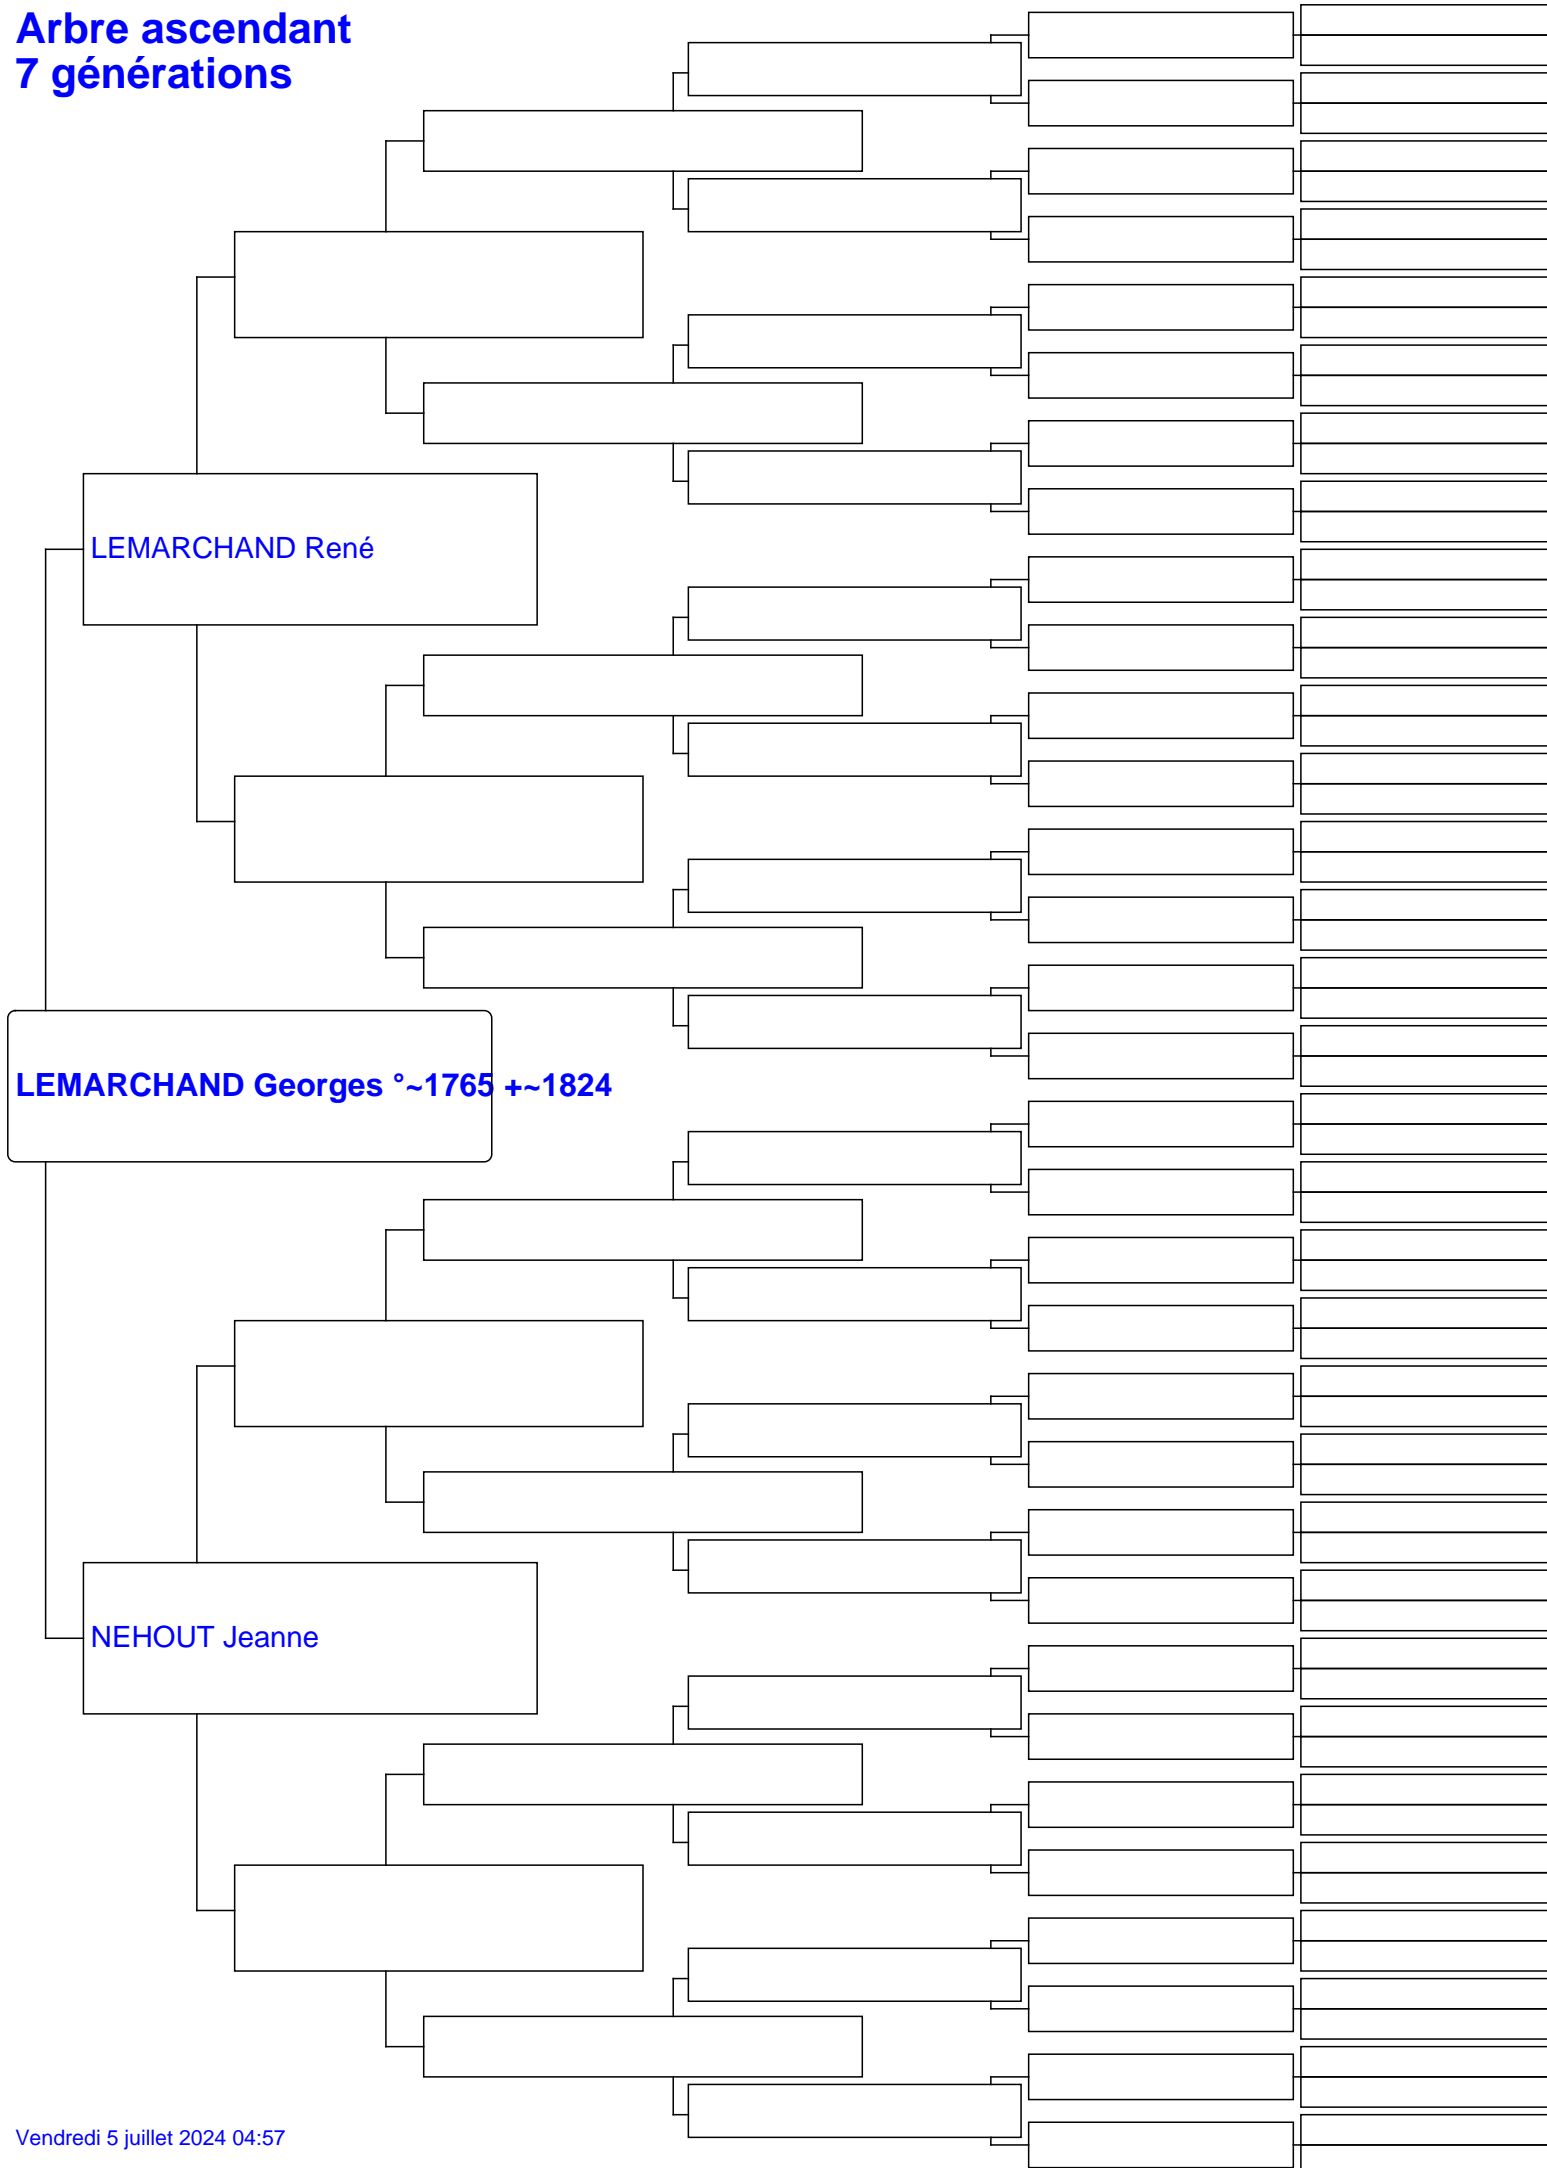 Arbre ascendant
7 générations
LEMARCHAND René
LEMARCHAND Georges °~1765 +~1824
NEHOUT Jeanne
Vendredi 5 juillet 2024 04:57